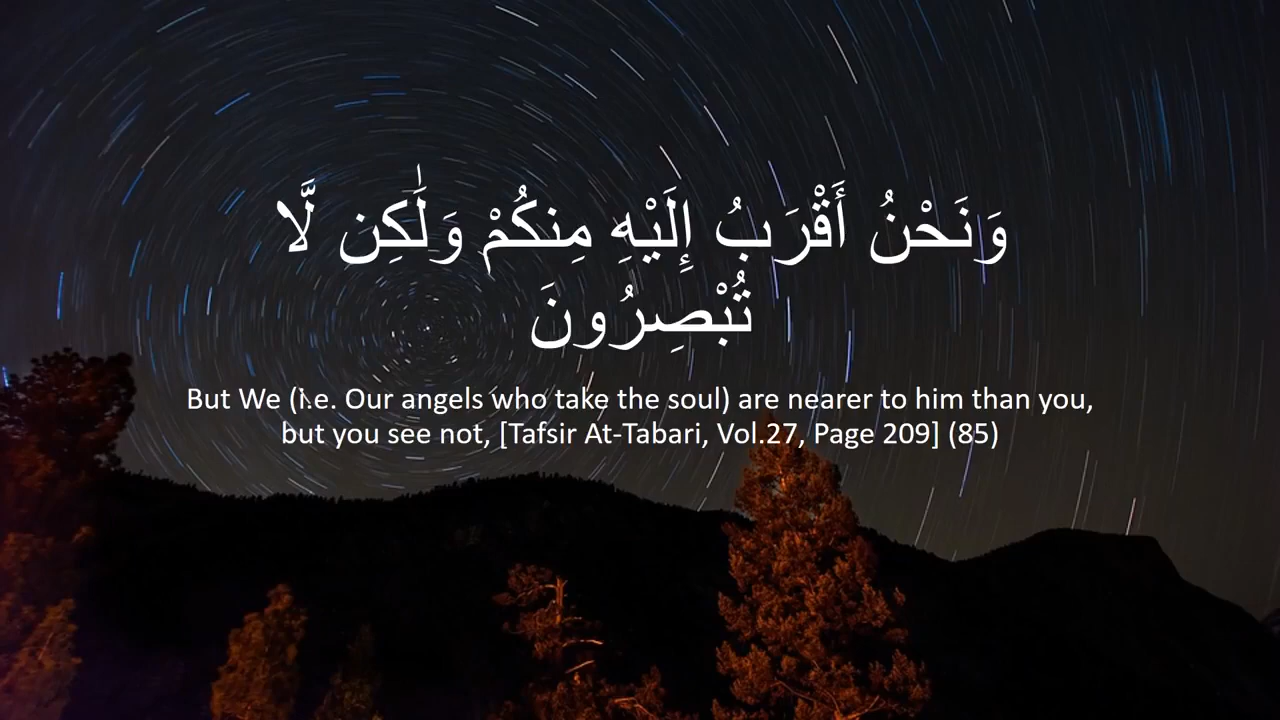 وَنَحْنُ أَقْرَبُ إِلَيْهِ مِنكُمْ وَلَٰكِن لَّا
تُبْصِرُونَ
But We (i.e. Our angels who take the soul) are nearer to him than you,
but you see not, [Tafsir At-Tabari, Vol.27, Page 209] (85)